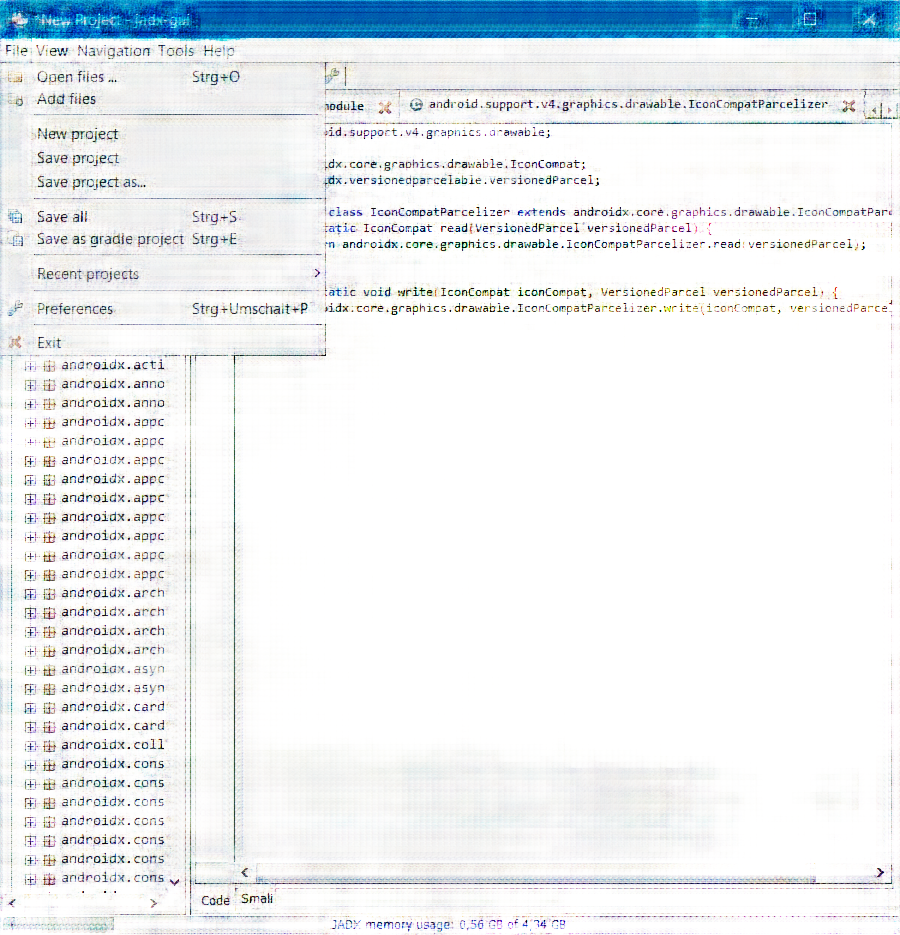 *New Project - jadx-gui
File View Navigation Tools Help
Open files ... Strg+O
Add files
New project
Save project
Save project as...
Save all Strg+S
Save as gradle project Strg+E
Recent projects
Preferences Strg+Umschalt+P
Exit
module android.support.v4.graphics.drawable.IconCompatParcelizer
id.support.v4.graphics.drawable;
dx.core.graphics.drawable.IconCompat;
dx.versionedparcelable.VersionedParcel;
class IconCompatParcelizer extends androidx.core.graphics.drawable.IconCompatParc
tatic IconCompat read(VersionedParcel versionedParcel) {
n androidx.core.graphics.drawable.IconCompatParcelizer.read(versionedParcel);
tatic void write(IconCompat iconCompat, VersionedParcel versionedParcel) {
idx.core.graphics.drawable.IconCompatParcelizer.write(iconCompat, versionedParce
androidx.acti
androidx.anno
androidx.anno
androidx.appc
androidx.appc
androidx.appc
androidx.appc
androidx.appc
androidx.appc
androidx.appc
androidx.appc
androidx.appc
androidx.arch
androidx.arch
androidx.arch
androidx.arch
androidx.asyn
androidx.asyn
androidx.card
androidx.card
androidx.coll
androidx.cons
androidx.cons
androidx.cons
androidx.cons
androidx.cons
androidx.cons
androidx.cons
Code Smali
JADX memory usage: 0,56 GB of 4,34 GB